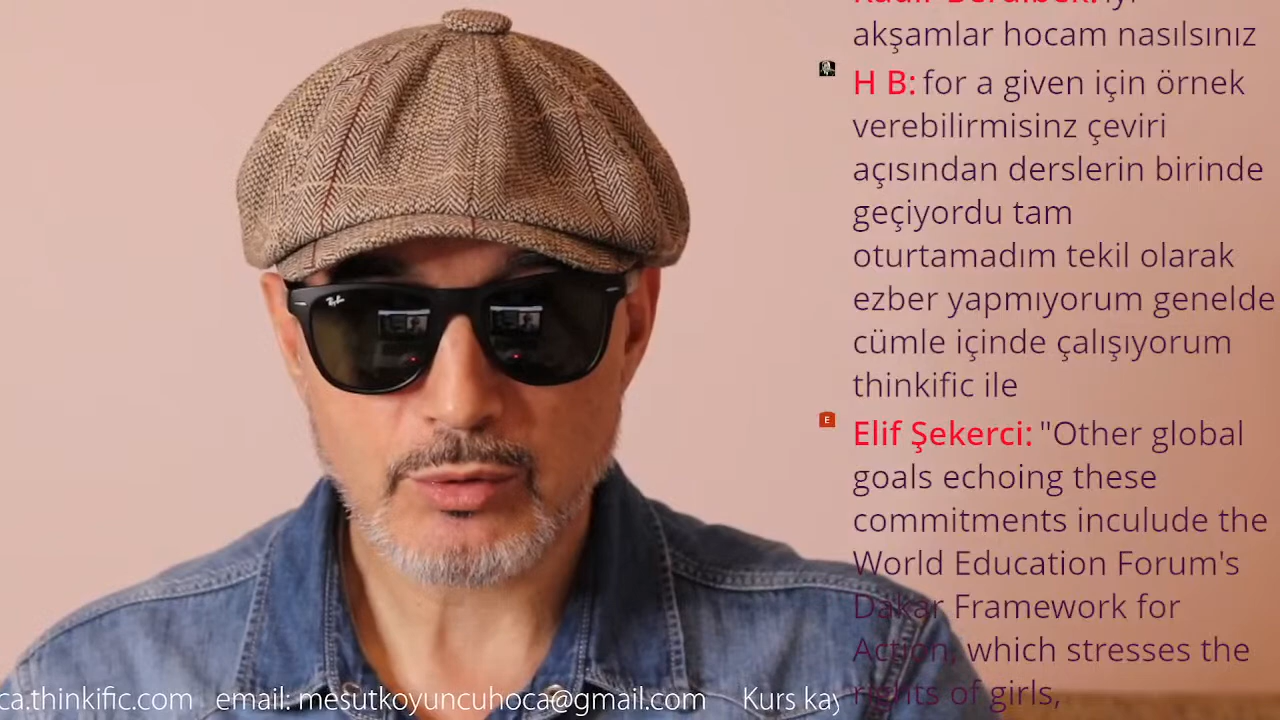 akşamlar hocam nasılsınız
H B: for a given için örnek
verebilirmisinz çeviri
açısından derslerin birinde
geçiyordu tam
oturtamadım tekil olarak
ezber yapmıyorum genelde
cümle içinde çalışıyorum
thinkific ile
E
Elif Şekerci: "Other global
goals echoing these
commitments inculude the
World Education Forum's
Dakar Framework for
Action, which stresses the
rights of girls,
ca.thinkific.com email: mesutkoyuncuhoca@gmail.com Kurs kay
Ray-Ban